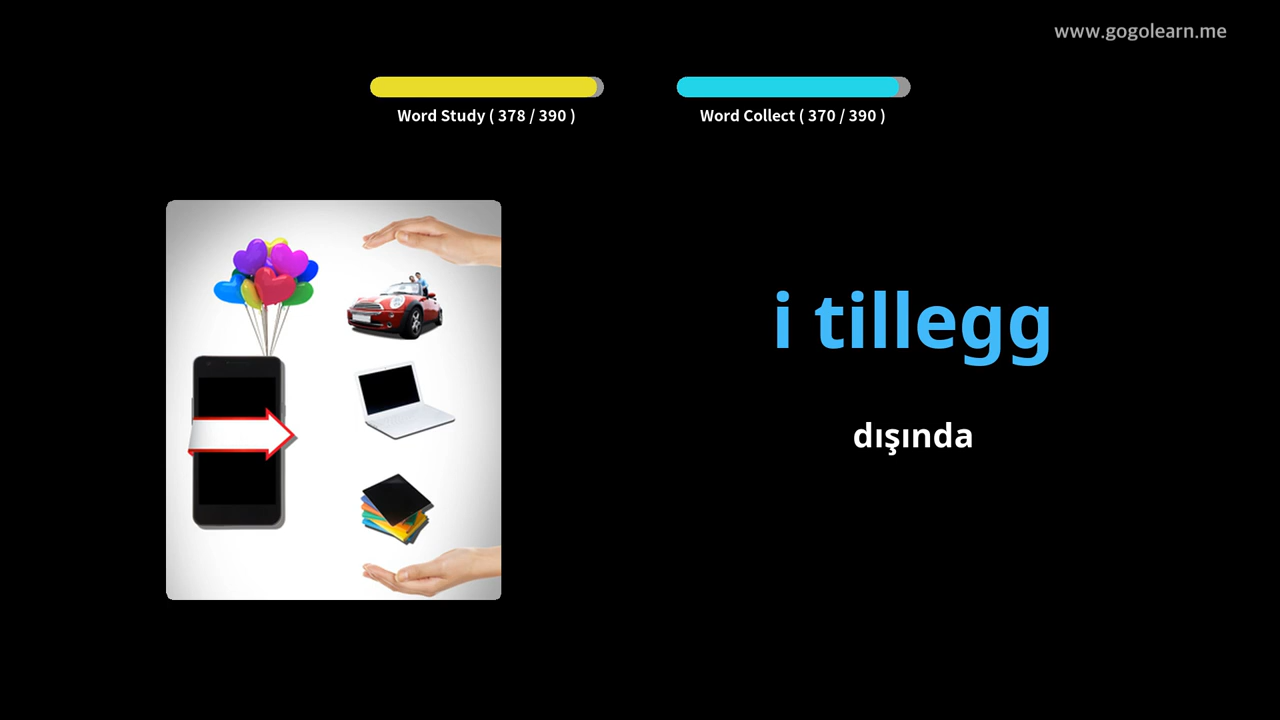 www.gogolearn.me
Word Study ( 378 / 390 )
Word Collect ( 370 / 390 )
i tillegg
dışında